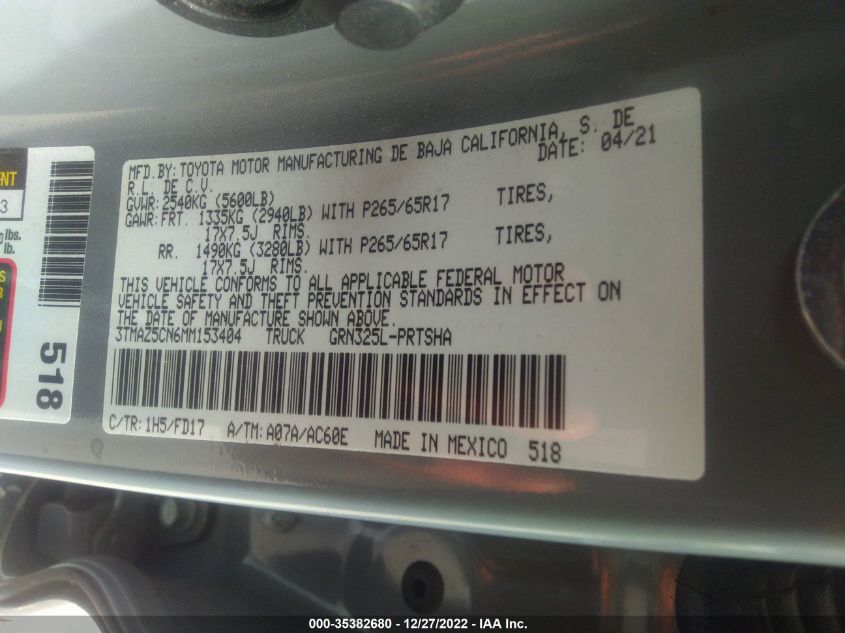 MFD.BY: TOYOTA MOTOR MANUFACTURING DE BAJA CALIFORNIA, S. DE
R.L. DE C.V. DATE: 04/21
GVWR: 2540KG (5600LB)
GAWR: FRT. 1335KG (2940LB) WITH P265/65R17 TIRES,
17X7.5J RIMS.
RR. 1490KG (3280LB) WITH P265/65R17 TIRES,
17X7.5J RIMS.
THIS VEHICLE CONFORMS TO ALL APPLICABLE FEDERAL MOTOR
VEHICLE SAFETY AND THEFT PREVENTION STANDARDS IN EFFECT ON
THE DATE OF MANUFACTURE SHOWN ABOVE.
3TMAZ5CN6MM153404 TRUCK GRN325L-PRTSHA
C/TR: 1H5/FD17 A/TM: A07A/AC60E MADE IN MEXICO 518
3
lbs.
lb.
518
000-35382680 - 12/27/2022 - IAA Inc.